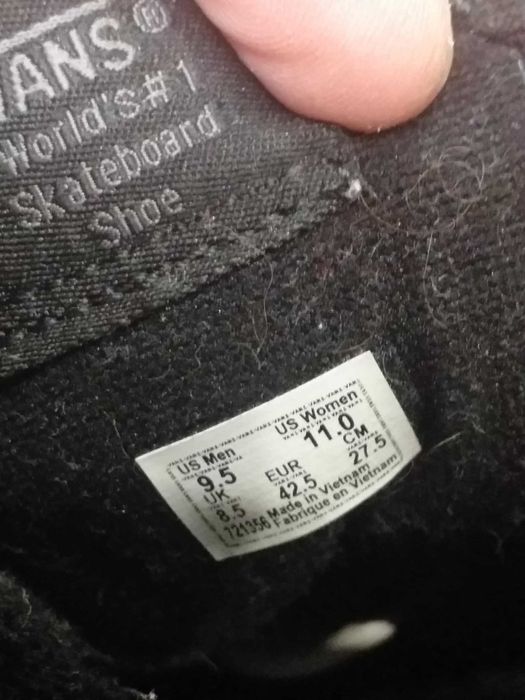 VANS®
World's #1
Skateboard
Shoe
US Men US Women
9.5 11.0
UK EUR CM
8.5 42.5 27.5
721356 Made in Vietnam
Fabrique en Vietnam